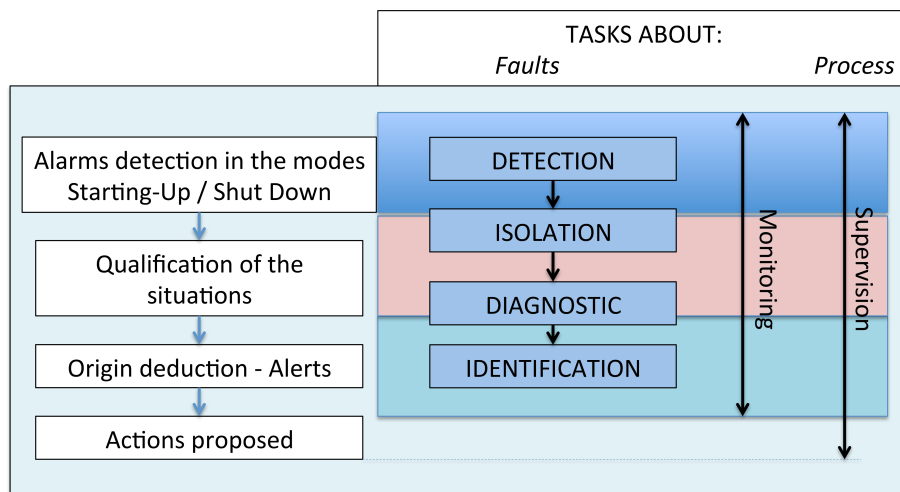 TASKS ABOUT:
Faults Process
Alarms detection in the modes
Starting-Up / Shut Down
Qualification of the
situations
Origin deduction - Alerts
Actions proposed
DETECTION
ISOLATION
DIAGNOSTIC
IDENTIFICATION
Monitoring
Supervision